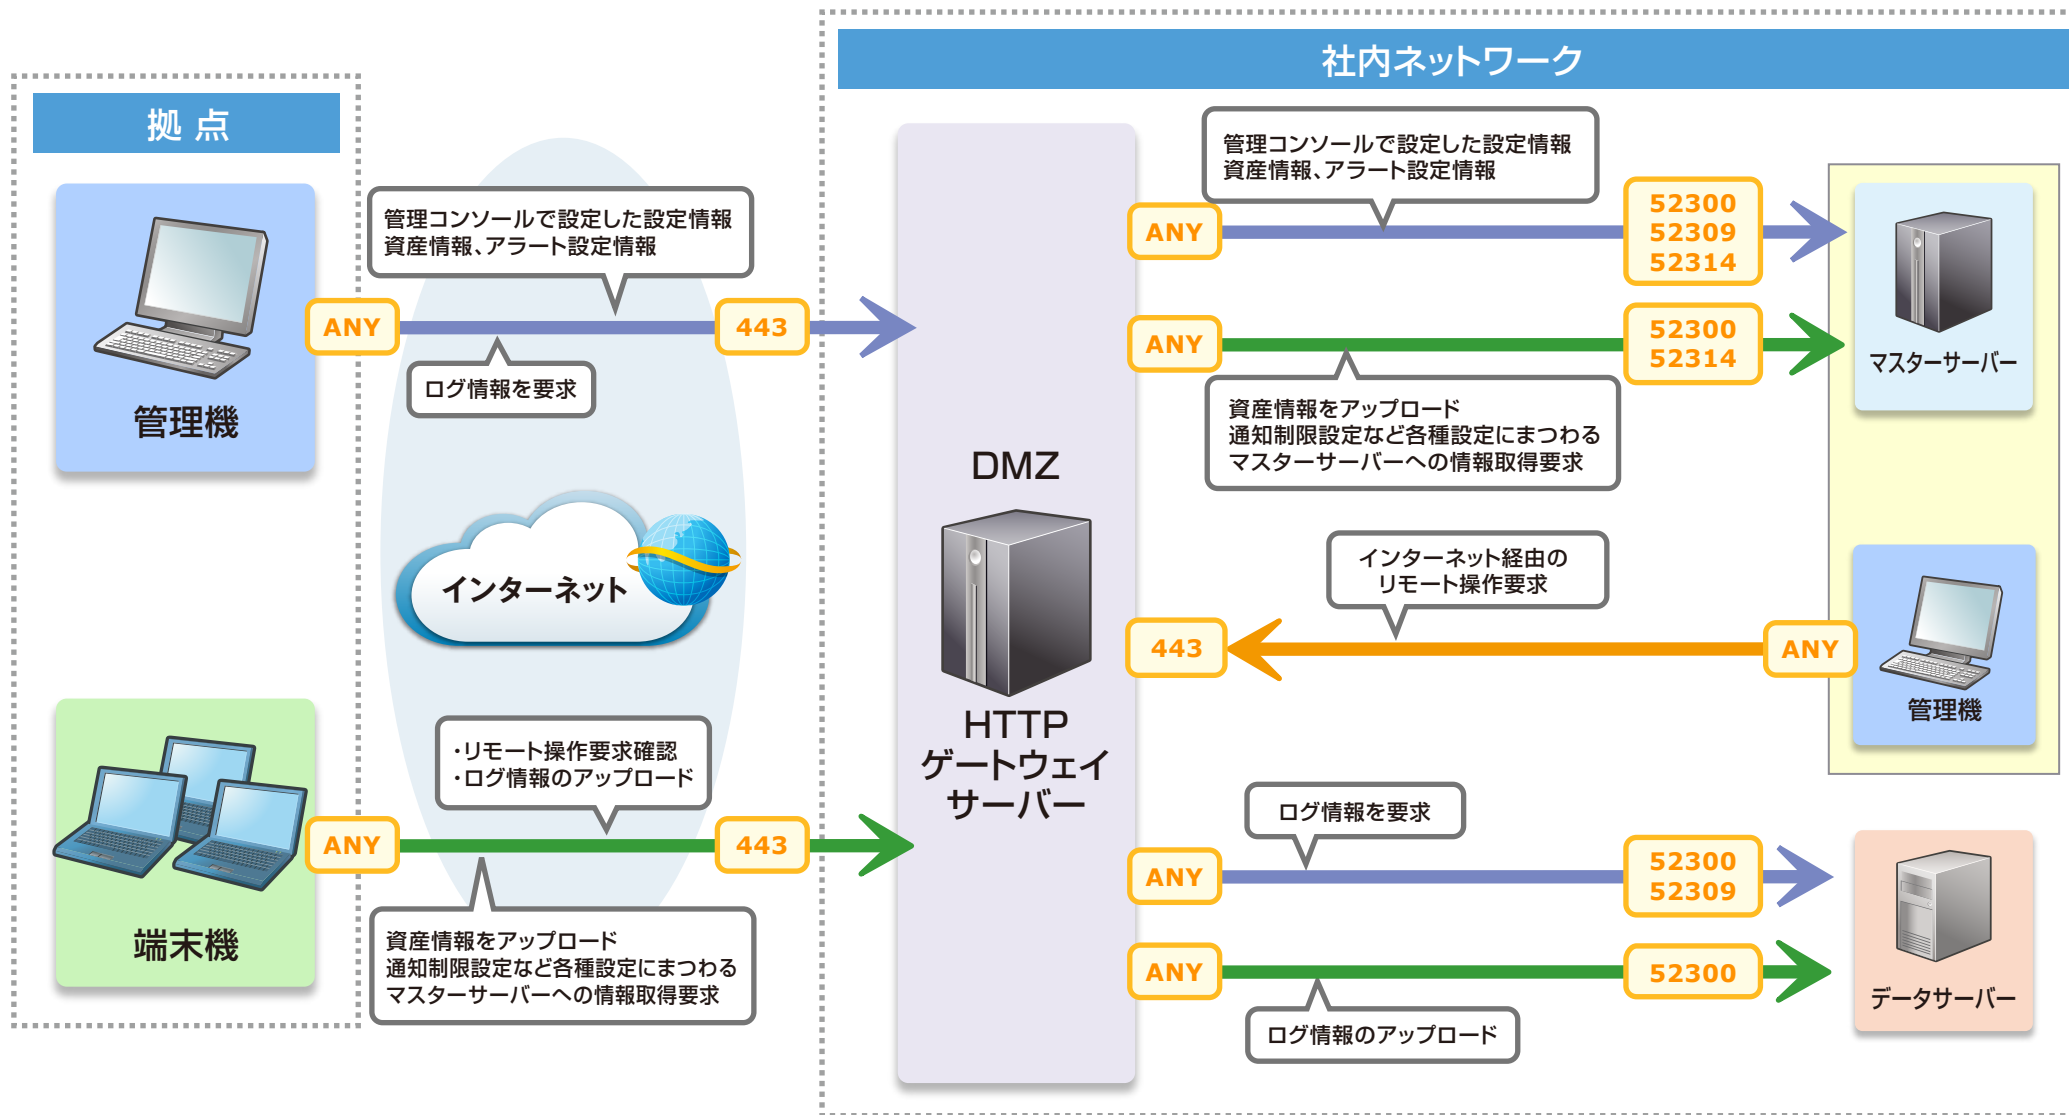 社内ネットワーク
拠 点
管理コンソールで設定した設定情報
資産情報、アラート設定情報
ANY
443
ログ情報を要求
管理機
インターネット
・リモート操作要求確認
・ログ情報のアップロード
ANY
443
資産情報をアップロード
通知制限設定など各種設定にまつわる
マスターサーバーへの情報取得要求
端末機
DMZ
HTTP
ゲートウェイ
サーバー
管理コンソールで設定した設定情報
資産情報、アラート設定情報
ANY
52300
52309
52314
ANY
52300
52314
資産情報をアップロード
通知制限設定など各種設定にまつわる
マスターサーバーへの情報取得要求
マスターサーバー
インターネット経由の
リモート操作要求
443
ANY
管理機
ログ情報を要求
ANY
52300
52309
ANY
52300
ログ情報のアップロード
データサーバー